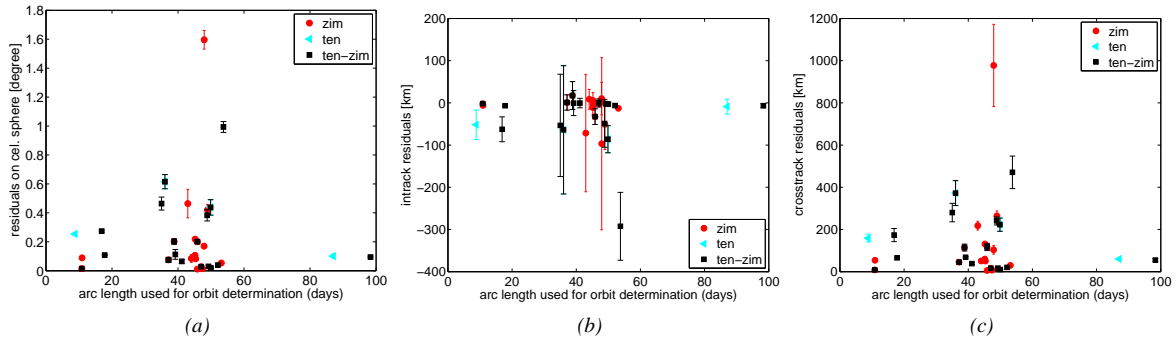 1.8
1.6
1.4
1.2
1
0.8
0.6
0.4
0.2
0
0 20 40 60 80 100
residuals on cel. sphere [degree]
arc length used for orbit determination (days)
zim
ten
ten−zim
(a)
200
100
0
−100
−200
−300
−400
0 20 40 60 80 100
intrack residuals [km]
arc length used for orbit determination (days)
zim
ten
ten−zim
(b)
1200
1000
800
600
400
200
0
0 20 40 60 80 100
crosstrack residuals [km]
arc length used for orbit determination (days)
zim
ten
ten−zim
(c)